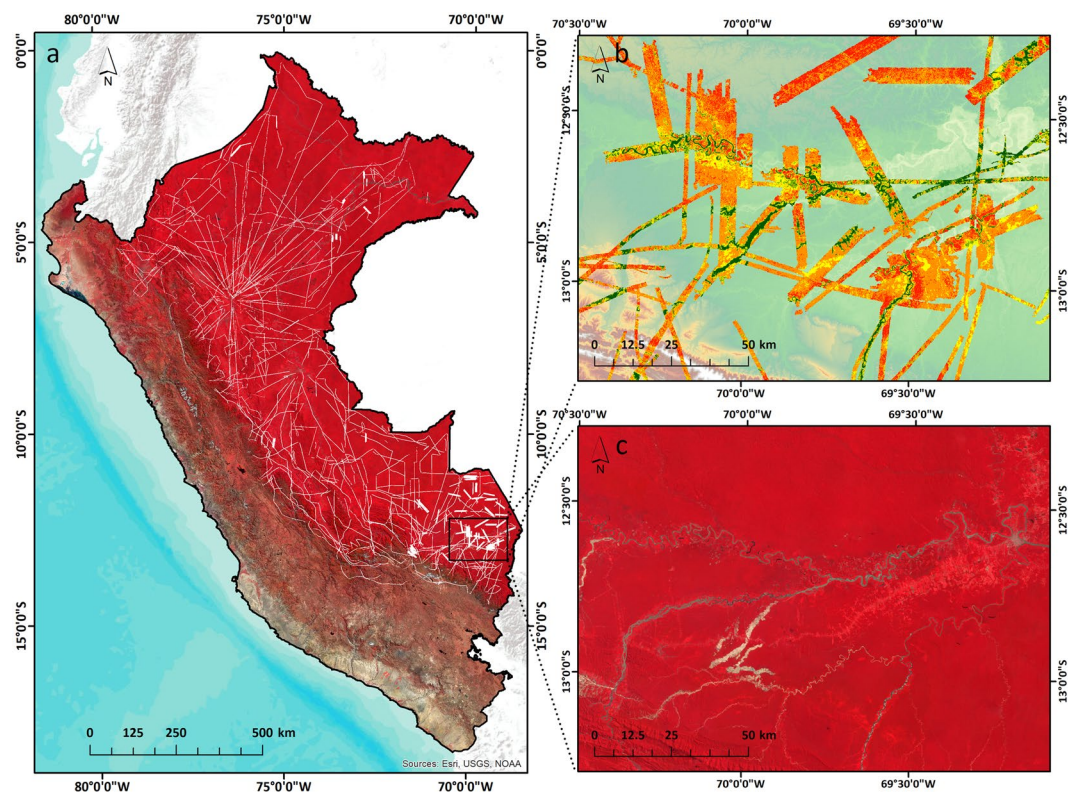 80°0'0"W 75°0'0"W 70°0'0"W
a
N
0°0'0"
5°0'0"S
10°0'0"S
15°0'0"S
0°0'0"
5°0'0"S
10°0'0"S
15°0'0"S
0 125 250 500 km
Sources: Esri, USGS, NOAA
80°0'0"W 75°0'0"W 70°0'0"W
70°30'0"W 70°0'0"W 69°30'0"W
b
N
12°90'0"S
13°0'0"S
12°30'0"S
13°0'0"S
0 12.5 25 50 km
70°0'0"W 69°30'0"W
70°30'0"W 70°0'0"W 69°30'0"W
c
N
12°30'0"S
13°0'0"S
12°30'0"S
13°0'0"S
0 12.5 25 50 km
70°0'0"W 69°30'0"W